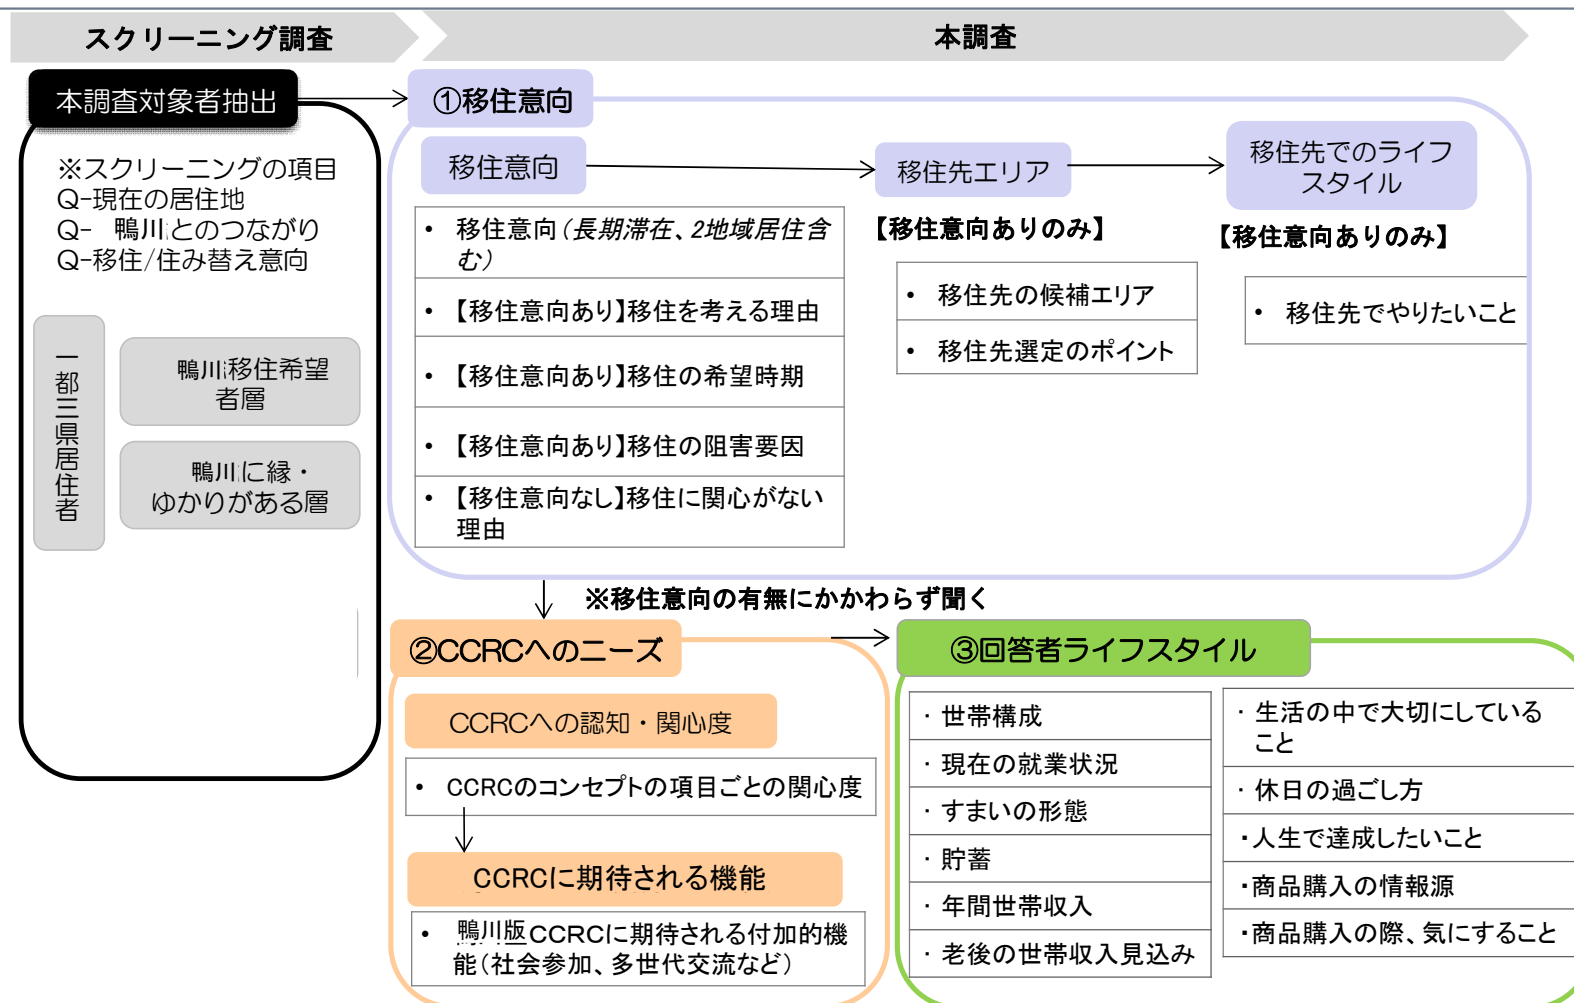 スクリーニング調査
本調査
本調査対象者抽出
※スクリーニングの項目
Q-現在の居住地
Q- 鴨川とのつながり
Q-移住/住み替え意向
一都三県居住者
鴨川移住希望
者層
鴨川に縁・
ゆかりがある層
①移住意向
移住意向
• 移住意向(長期滞在、2地域居住含
む)
• 【移住意向あり】移住を考える理由
• 【移住意向あり】移住の希望時期
• 【移住意向あり】移住の阻害要因
• 【移住意向なし】移住に関心がない
理由
移住先エリア
【移住意向ありのみ】
• 移住先の候補エリア
• 移住先選定のポイント
移住先でのライフ
スタイル
【移住意向ありのみ】
• 移住先でやりたいこと
※移住意向の有無にかかわらず聞く
②CCRCへのニーズ
CCRCへの認知・関心度
• CCRCのコンセプトの項目ごとの関心度
CCRCに期待される機能
• 鴨川版CCRCに期待される付加的機
能(社会参加、多世代交流など)
③回答者ライフスタイル
・世帯構成
・現在の就業状況
・すまいの形態
・貯蓄
・年間世帯収入
・老後の世帯収入見込み
・生活の中で大切にしている
こと
・休日の過ごし方
・人生で達成したいこと
・商品購入の情報源
・商品購入の際、気にすること